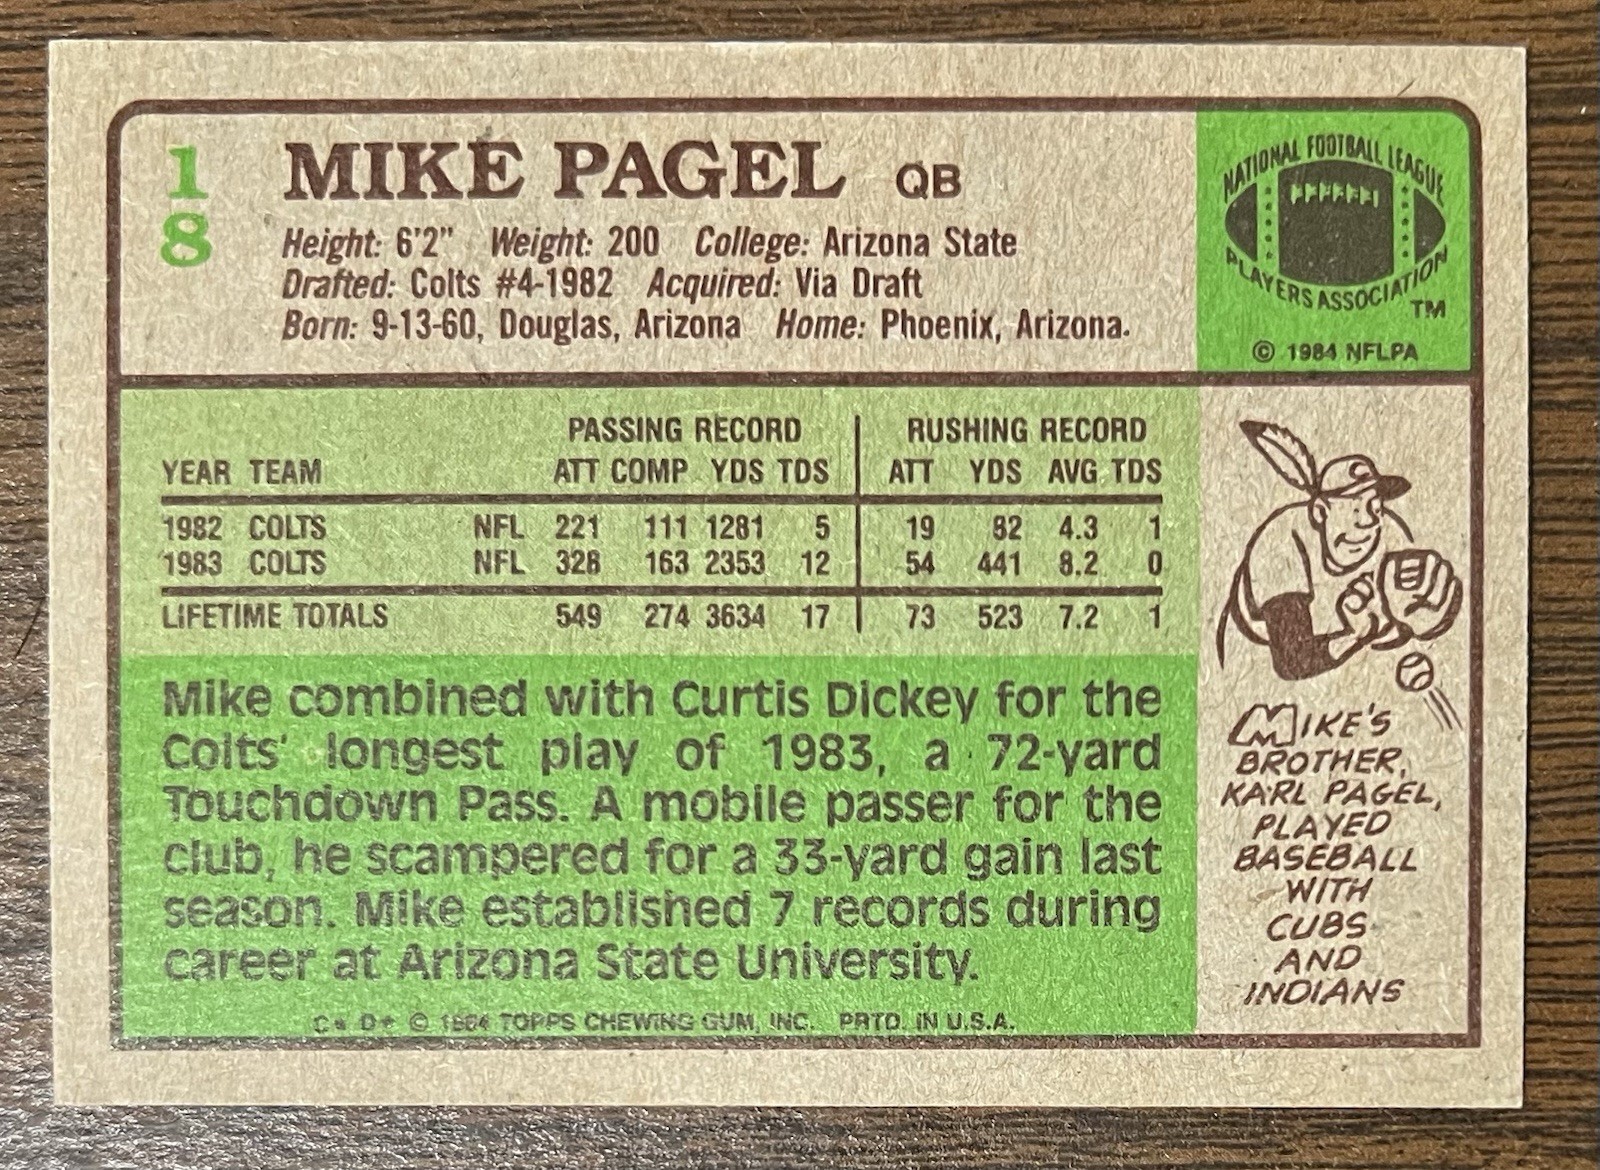 1
8
MIKE PAGEL QB
Height: 6'2" Weight: 200 College: Arizona State
Drafted: Colts #4-1982 Acquired: Via Draft
Born: 9-13-60, Douglas, Arizona Home: Phoenix, Arizona.
NATIONAL FOOTBALL LEAGUE
PLAYERS ASSOCIATION
TM
© 1984 NFLPA
PASSING RECORD RUSHING RECORD
YEAR TEAM ATT COMP YDS TDS ATT YDS AVG TDS
1982 COLTS NFL 221 111 1281 5 19 82 4.3 1
1983 COLTS NFL 328 163 2353 12 54 441 8.2 0
LIFETIME TOTALS 549 274 3634 17 73 523 7.2 1
Mike combined with Curtis Dickey for the
Colts' longest play of 1983, a 72-yard
Touchdown Pass. A mobile passer for the
club, he scampered for a 33-yard gain last
season. Mike established 7 records during
career at Arizona State University.
C* D* © 1984 TOPPS CHEWING GUM, INC. PRTD. IN U.S.A.
C
MIKE'S
BROTHER,
KARL PAGEL,
PLAYED
BASEBALL
WITH
CUBS
AND
INDIANS